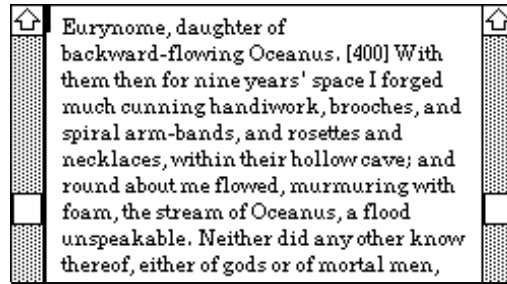 Eurynome, daughter of
backward-flowing Oceanus. [400] With
them then for nine years' space I forged
much cunning handiwork, brooches, and
spiral arm-bands, and rosettes and
necklaces, within their hollow cave; and
round about me flowed, murmuring with
foam, the stream of Oceanus, a flood
unspeakable. Neither did any other know
thereof, either of gods or of mortal men,